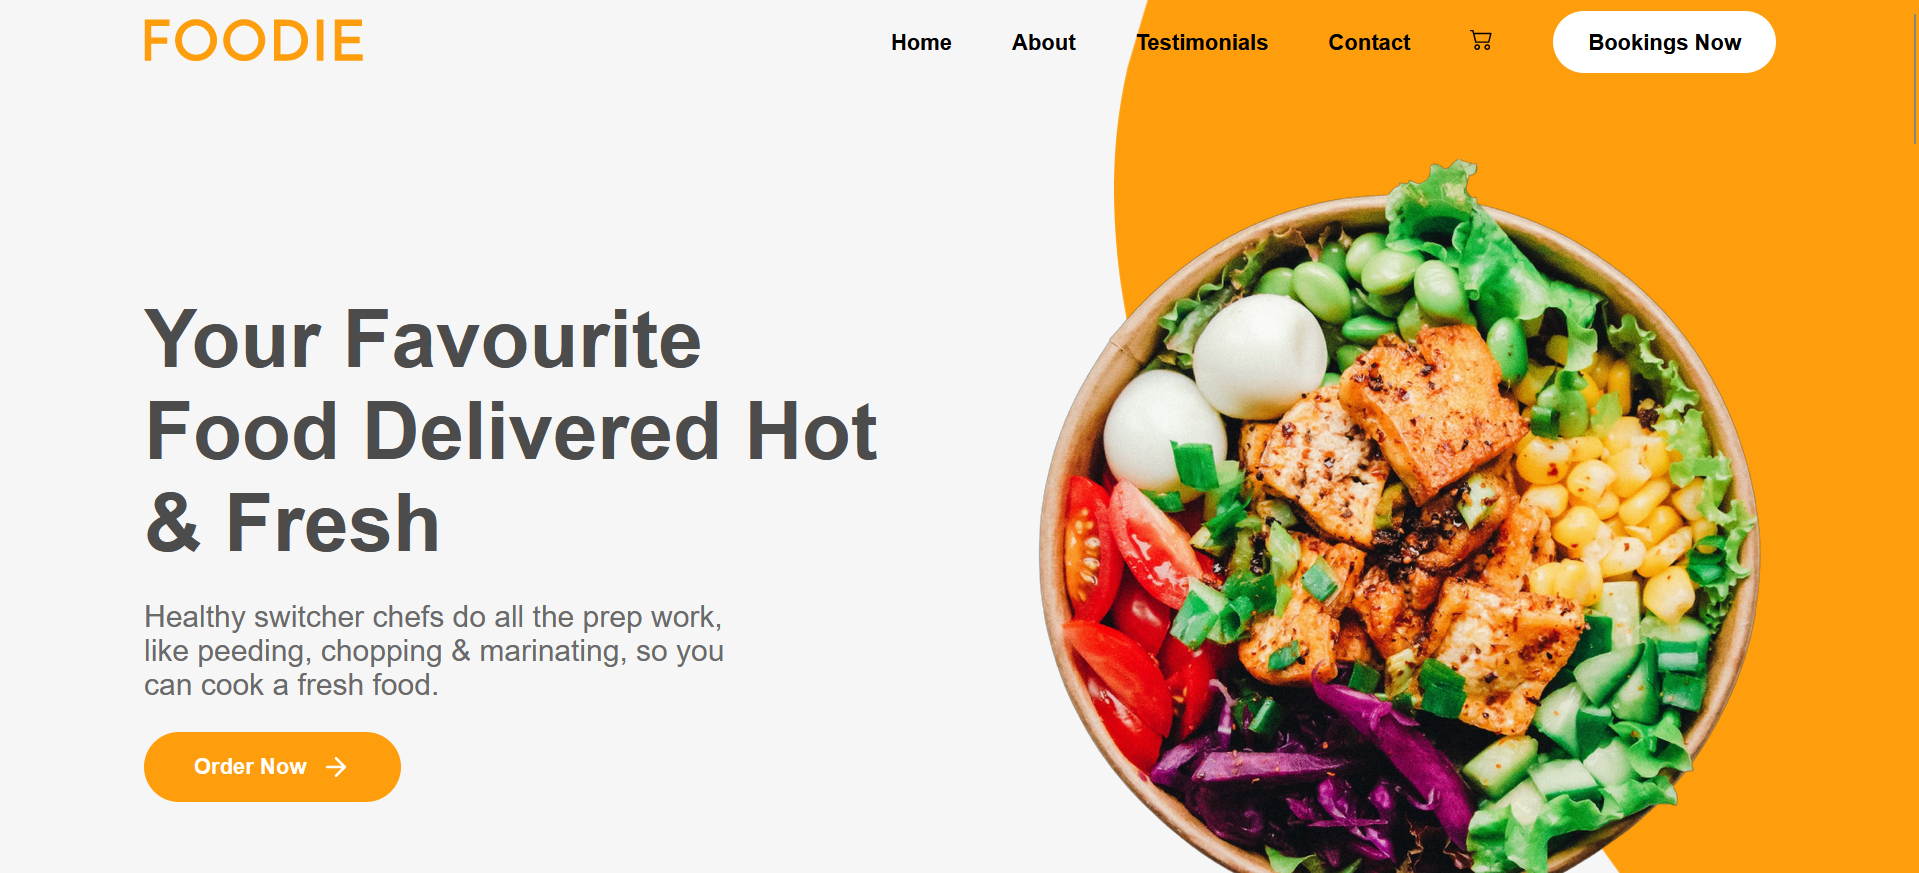 FOODIE
Home About Testimonials Contact Bookings Now
Your Favourite
Food Delivered Hot
& Fresh
Healthy switcher chefs do all the prep work,
like peeding, chopping & marinating, so you
can cook a fresh food.
Order Now